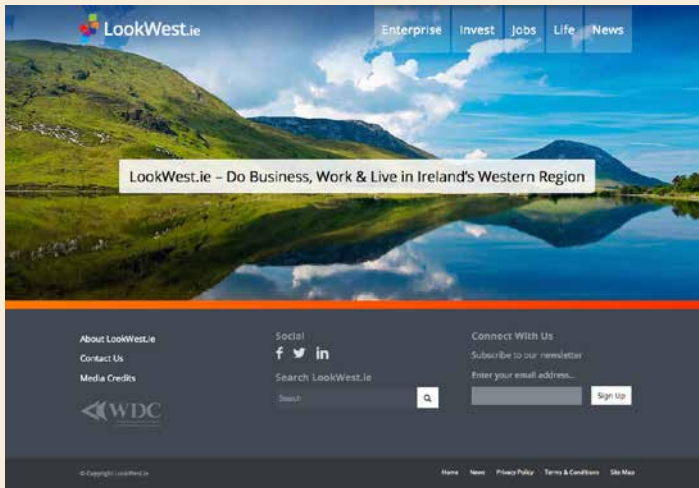 LookWest.ie
Enterprise Invest Jobs Life News
LookWest.ie – Do Business, Work & Live in Ireland's Western Region
About LookWest.ie
Contact Us
Media Credits
WDC
Social
Search LookWest.ie
Search
Connect With Us
Subscribe to our newsletter
Enter your email address...
Sign Up
© Copyright LookWest.ie
Home News Privacy Policy Terms & Conditions Site Map